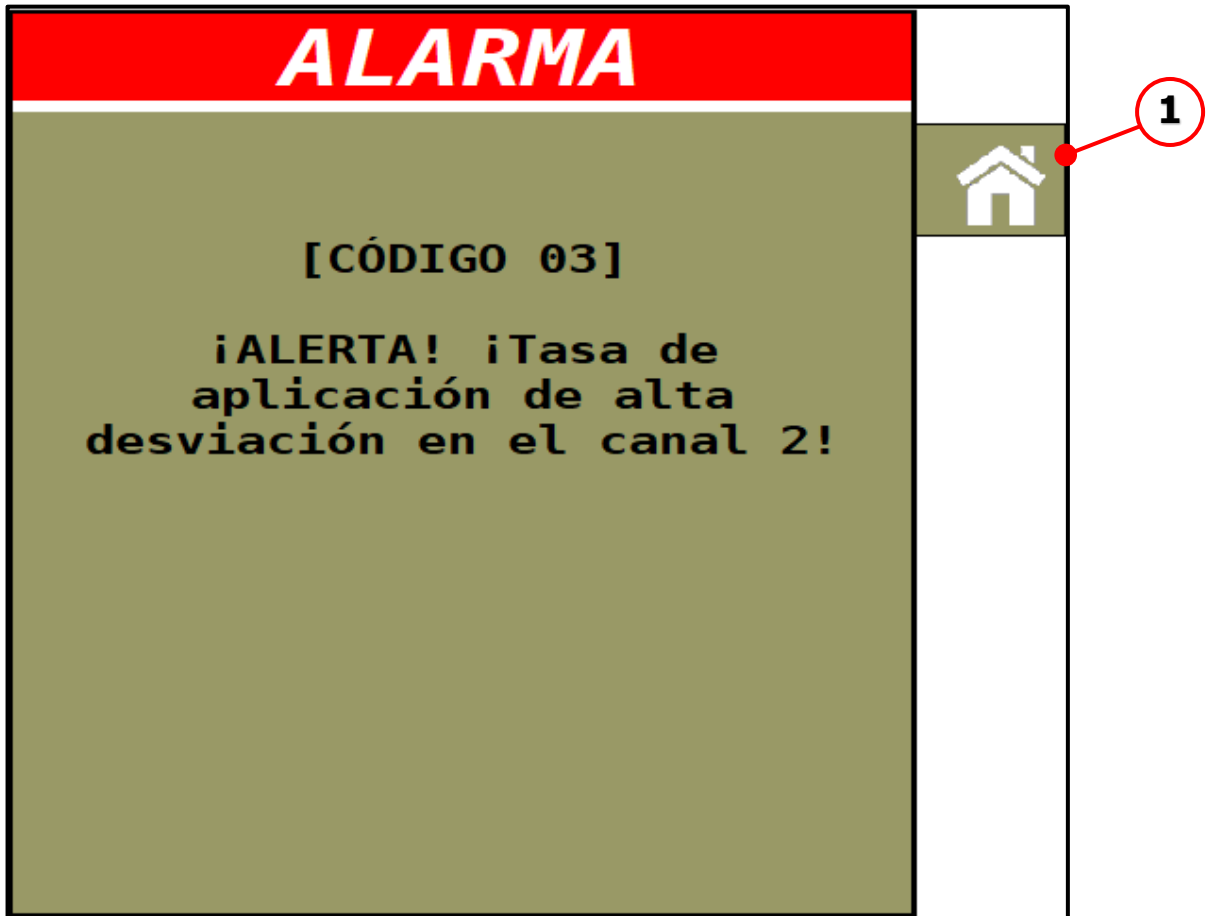 ALARMA
1
[CÓDIGO 03]
¡ALERTA! ¡Tasa de
aplicación de alta
desviación en el canal 2!